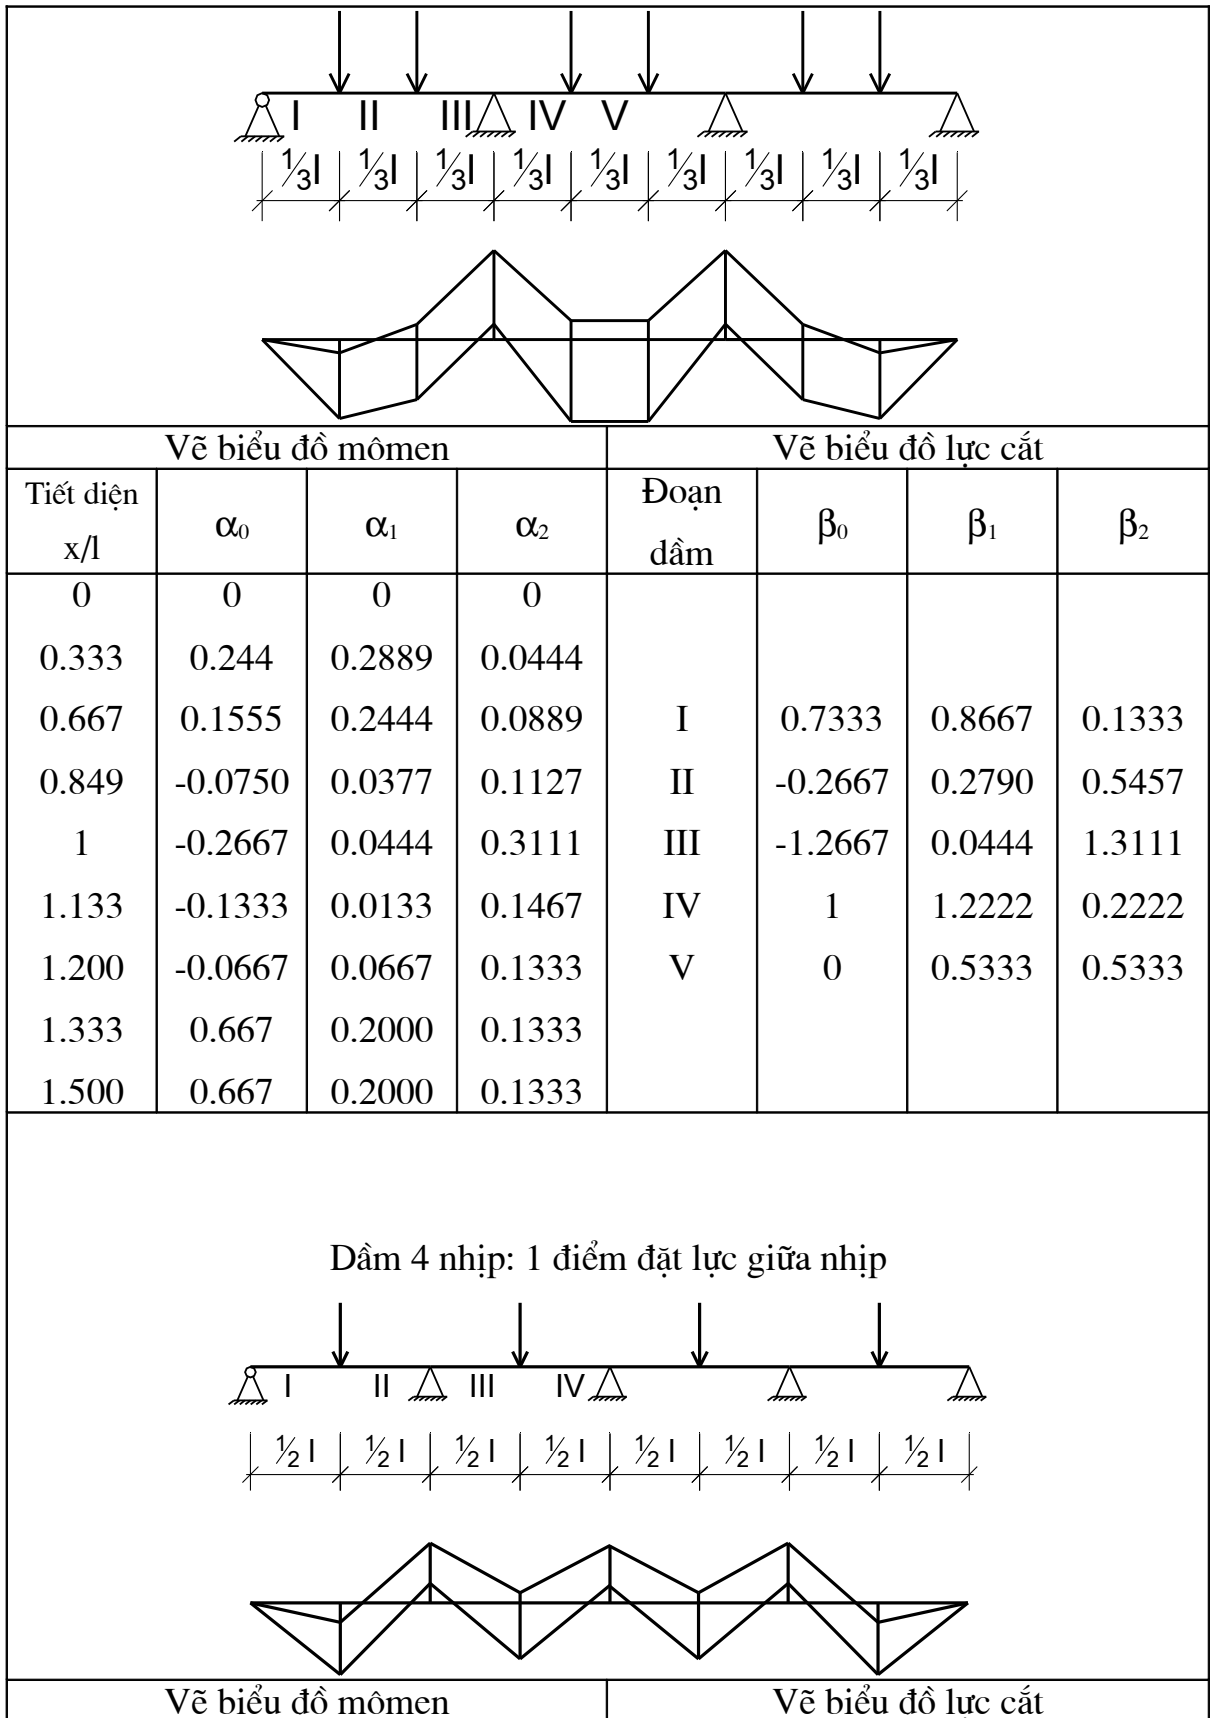 I II III IV V
⅓l ⅓l ⅓l ⅓l ⅓l ⅓l ⅓l ⅓l ⅓l
Vẽ biểu đồ mômen Vẽ biểu đồ lực cắt
Tiết diện x/l α0 α1 α2 Đoạn dầm β0 β1 β2
0 0 0 0
0.333 0.244 0.2889 0.0444
0.667 0.1555 0.2444 0.0889 I 0.7333 0.8667 0.1333
0.849 -0.0750 0.0377 0.1127 II -0.2667 0.2790 0.5457
1 -0.2667 0.0444 0.3111 III -1.2667 0.0444 1.3111
1.133 -0.1333 0.0133 0.1467 IV 1 1.2222 0.2222
1.200 -0.0667 0.0667 0.1333 V 0 0.5333 0.5333
1.333 0.667 0.2000 0.1333
1.500 0.667 0.2000 0.1333
Dầm 4 nhịp: 1 điểm đặt lực giữa nhịp
I II III IV
½ l ½ l ½ l ½ l ½ l ½ l ½ l ½ l
Vẽ biểu đồ mômen Vẽ biểu đồ lực cắt